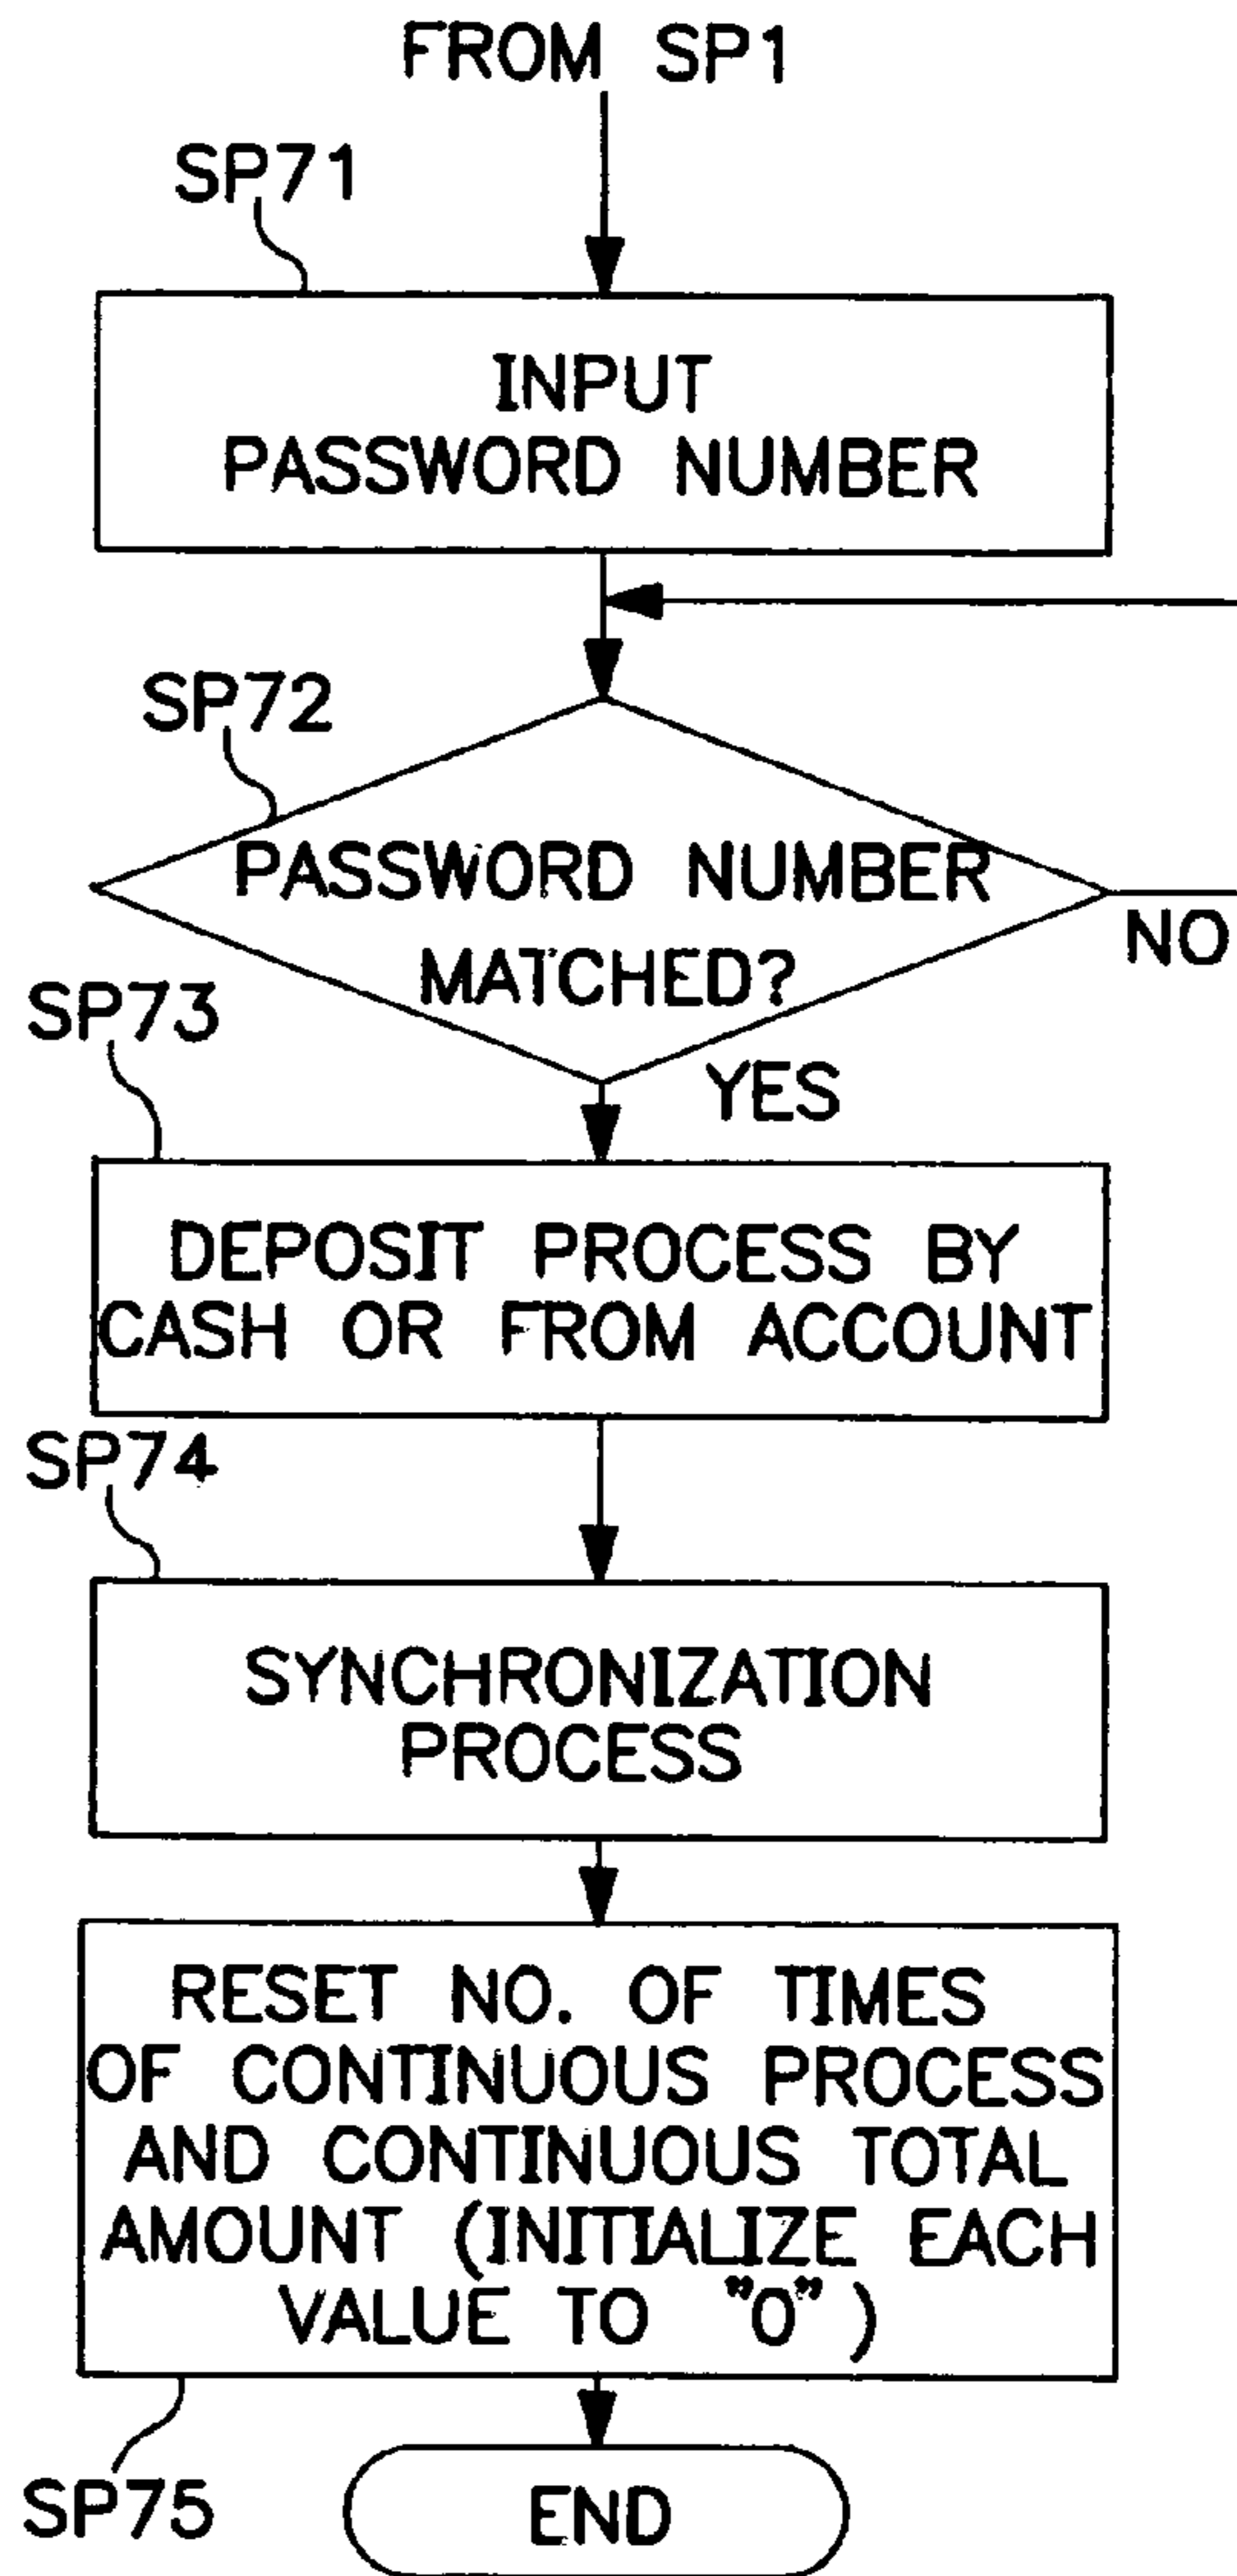 FROM SP1
SP71
INPUT
PASSWORD NUMBER
SP72
PASSWORD NUMBER
MATCHED?
NO
SP73
YES
DEPOSIT PROCESS BY
CASH OR FROM ACCOUNT
SP74
SYNCHRONIZATION
PROCESS
RESET NO. OF TIMES
OF CONTINUOUS PROCESS
AND CONTINUOUS TOTAL
AMOUNT (INITIALIZE EACH
VALUE TO "0")
SP75
END